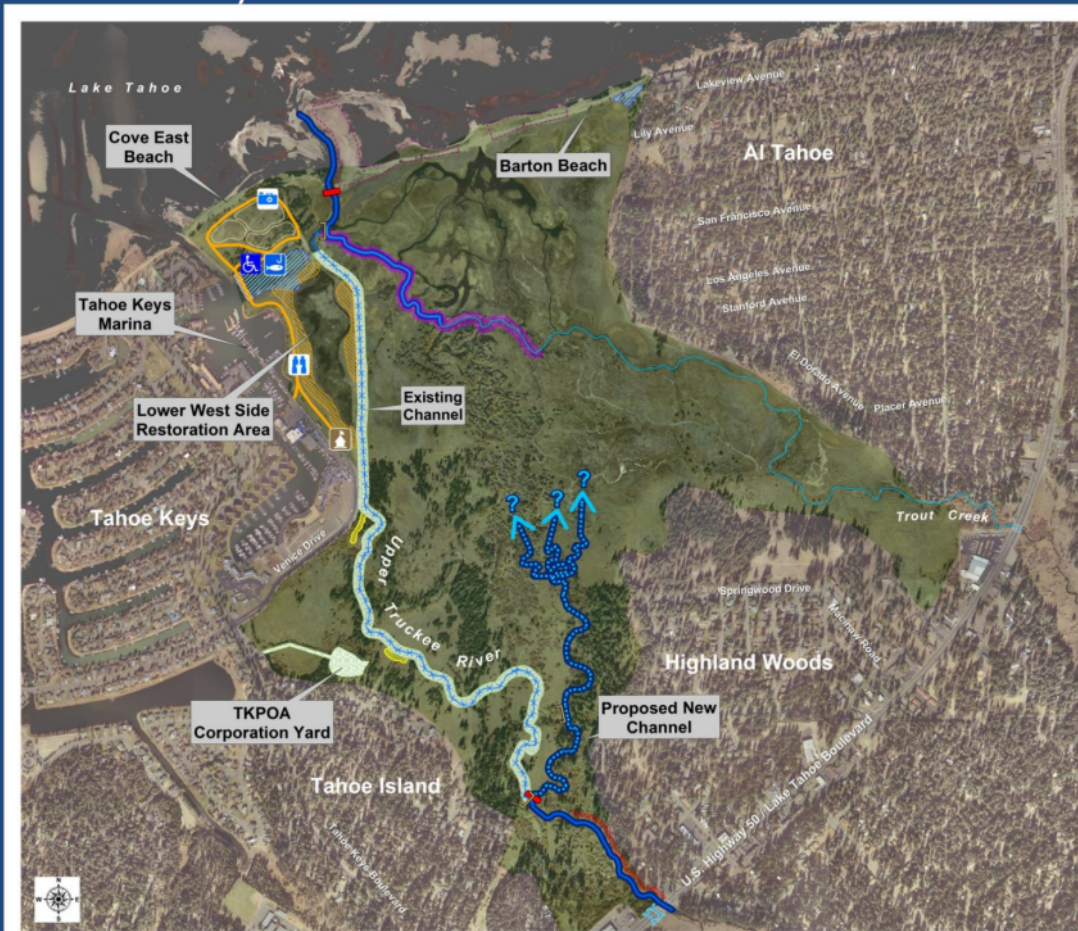 Lake Tahoe
Cove East
Beach
Lakeview Avenue
Lily Avenue
Barton Beach
Al Tahoe
San Francisco Avenue
Los Angeles Avenue
Stanford Avenue
Tahoe Keys
Marina
El Dorado Avenue
Placer Avenue
Lower West Side
Restoration Area
Existing
Channel
Tahoe Keys
Venice Drive
? ? ?
Trout Creek
Upper Truckee River
Springwood Drive
Macinaw Road
Highland Woods
TKPOA
Corporation Yard
Proposed New
Channel
Tahoe Island
U.S. Highway 50 / Lake Tahoe Boulevard
Tahoe Keys Boulevard
N
W E
S